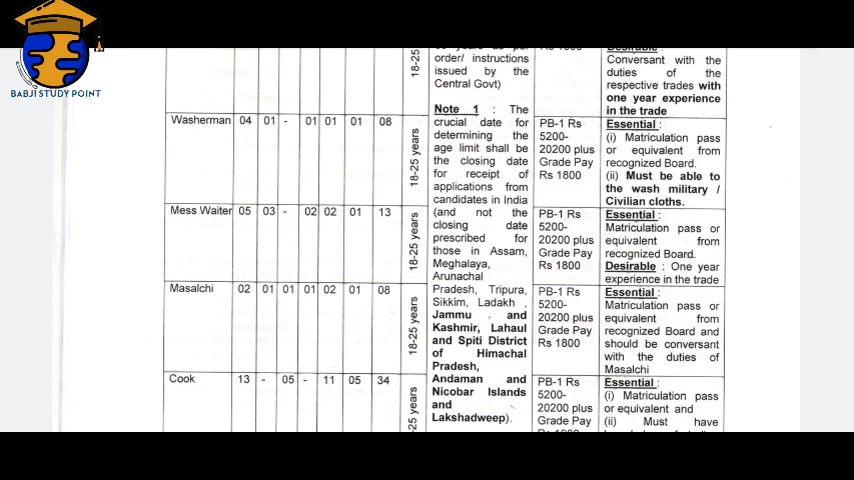 BABJI STUDY POINT
18-25
order/ instructions
issued by the
Central Govt)
Note 1 : The
crucial date for
determining the
age limit shall be
the closing date
for receipt of
applications from
candidates in India
(and not the
closing date
prescribed for
those in Assam,
Meghalaya,
Arunachal
Pradesh, Tripura,
Sikkim, Ladakh ,
Jammu and
Kashmir, Lahaul
and Spiti District
of Himachal
Pradesh,
Andaman and
Nicobar Islands
and
Lakshadweep).
Desirable :
Conversant with the
duties of the
respective trades with
one year experience
in the trade
Washerman 04 01 - 01 01 01 08
18-25 years
PB-1 Rs
5200-
20200 plus
Grade Pay
Rs 1800
Essential :
(i) Matriculation pass
or equivalent from
recognized Board.
(ii) Must be able to
the wash military /
Civilian cloths.
Mess Waiter 05 03 - 02 02 01 13
18-25 years
PB-1 Rs
5200-
20200 plus
Grade Pay
Rs 1800
Essential :
Matriculation pass or
equivalent from
recognized Board.
Desirable : One year
experience in the trade
Masalchi 02 01 01 01 02 01 08
18-25 years
PB-1 Rs
5200-
20200 plus
Grade Pay
Rs 1800
Essential :
Matriculation pass or
equivalent from
recognized Board and
should be conversant
with the duties of
Masalchi
Cook 13 - 05 - 11 05 34
-25 years
PB-1 Rs
5200-
20200 plus
Grade Pay
Essential :
(i) Matriculation pass
or equivalent and
(ii) Must have